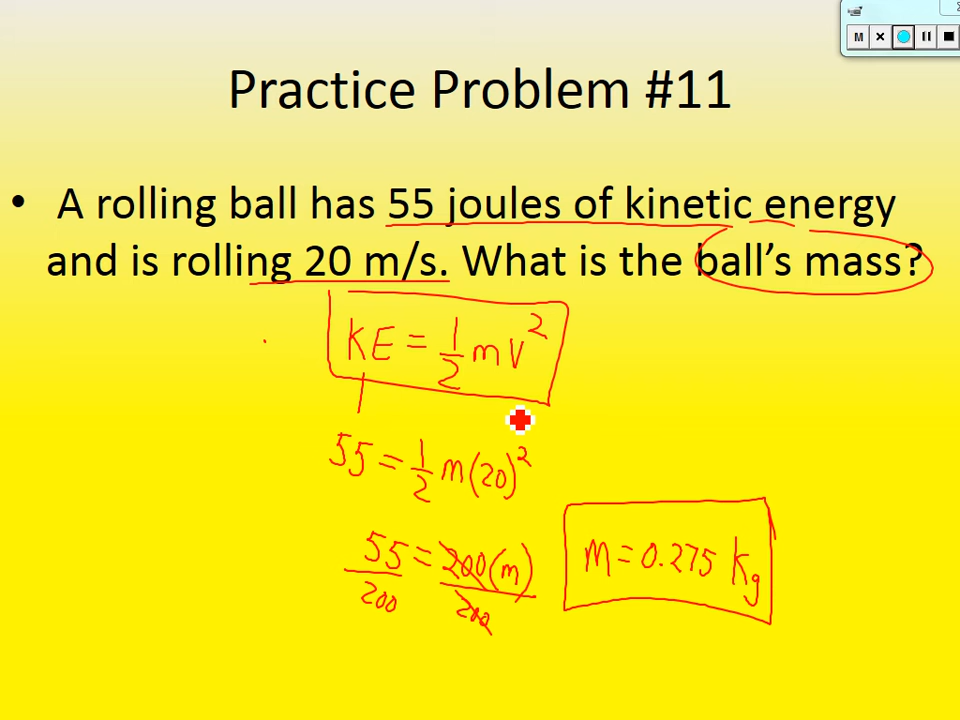 M
Practice Problem #11
• A rolling ball has 55 joules of kinetic energy
and is rolling 20 m/s. What is the ball's mass?
KE = 1/2 mv²
55 = 1/2 m(20)²
55/200 = 200(m)/200
m = 0.275 kg